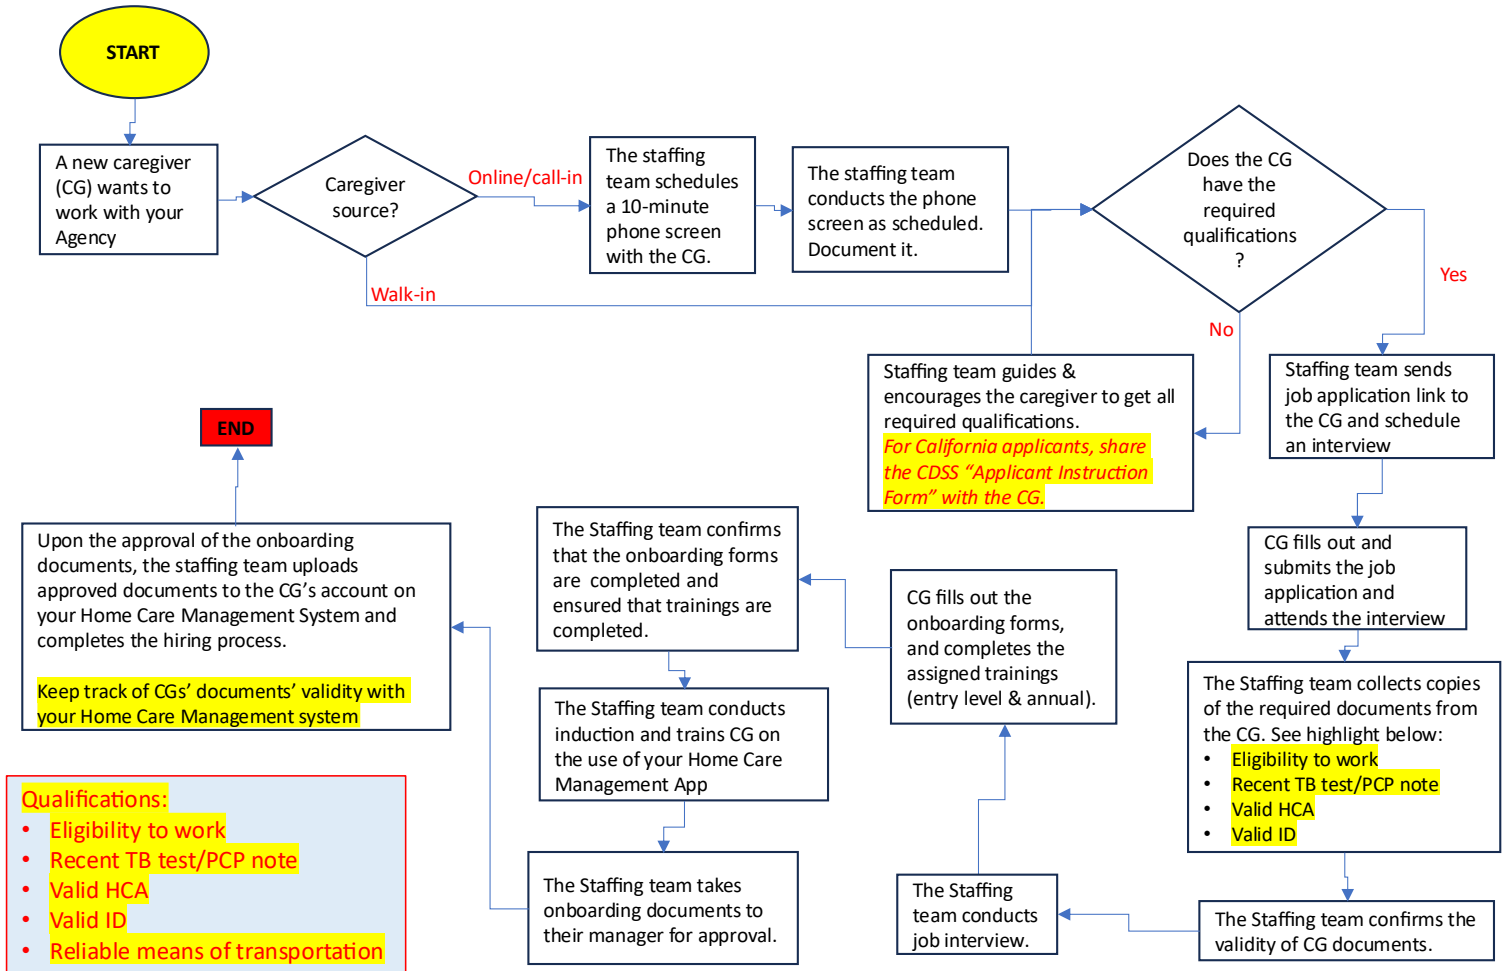 START
A new caregiver
(CG) wants to
work with your
Agency
Caregiver
source?
Online/call-in
Walk-in
The staffing
team schedules
a 10-minute
phone screen
with the CG.
The staffing team
conducts the phone
screen as scheduled.
Document it.
Does the CG
have the
required
qualifications
?
Yes
No
Staffing team guides &
encourages the caregiver to get all
required qualifications.
For California applicants, share
the CDSS “Applicant Instruction
Form” with the CG.
Staffing team sends
job application link to
the CG and schedule
an interview
CG fills out and
submits the job
application and
attends the interview
The Staffing team collects copies
of the required documents from
the CG. See highlight below:
• Eligibility to work
• Recent TB test/PCP note
• Valid HCA
• Valid ID
The Staffing team confirms the
validity of CG documents.
The Staffing
team conducts
job interview.
CG fills out the
onboarding forms,
and completes the
assigned trainings
(entry level & annual).
The Staffing team confirms
that the onboarding forms
are completed and
ensured that trainings are
completed.
The Staffing team conducts
induction and trains CG on
the use of your Home Care
Management App
The Staffing team takes
onboarding documents to
their manager for approval.
Upon the approval of the onboarding
documents, the staffing team uploads
approved documents to the CG’s account on
your Home Care Management System and
completes the hiring process.
Keep track of CGs’ documents’ validity with
your Home Care Management system
END
Qualifications:
• Eligibility to work
• Recent TB test/PCP note
• Valid HCA
• Valid ID
• Reliable means of transportation